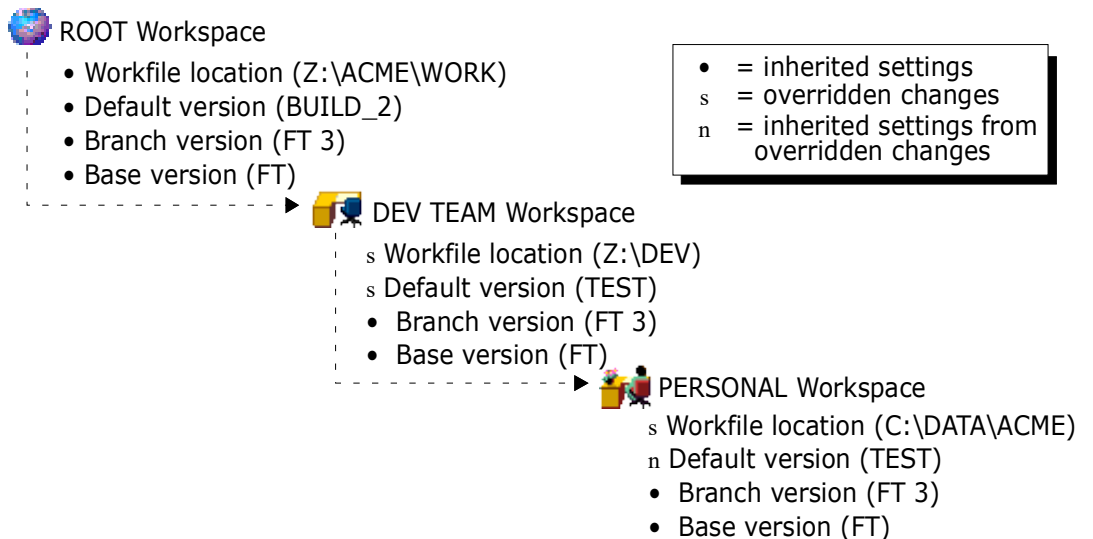 ROOT Workspace
• Workfile location (Z:\ACME\WORK)
• Default version (BUILD_2)
• Branch version (FT 3)
• Base version (FT)
• = inherited settings
s = overridden changes
n = inherited settings from
overridden changes
DEV TEAM Workspace
s Workfile location (Z:\DEV)
s Default version (TEST)
• Branch version (FT 3)
• Base version (FT)
PERSONAL Workspace
s Workfile location (C:\DATA\ACME)
n Default version (TEST)
• Branch version (FT 3)
• Base version (FT)